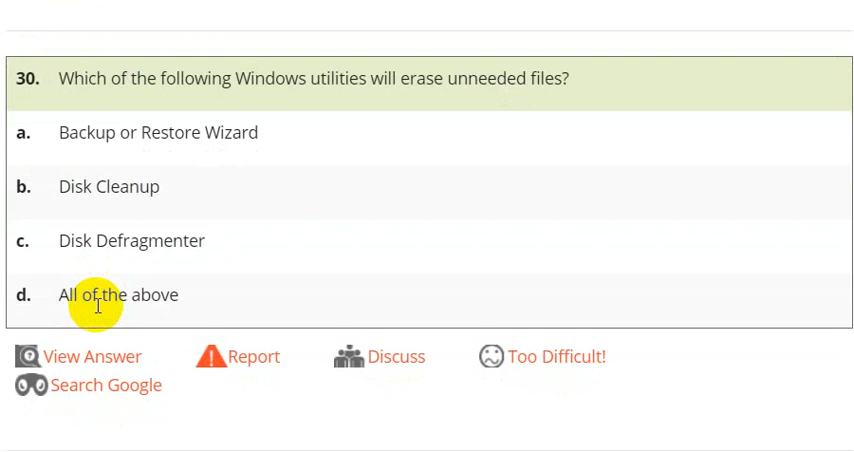 30. Which of the following Windows utilities will erase unneeded files?
a. Backup or Restore Wizard
b. Disk Cleanup
c. Disk Defragmenter
d. All of the above
View Answer Report Discuss Too Difficult!
Search Google